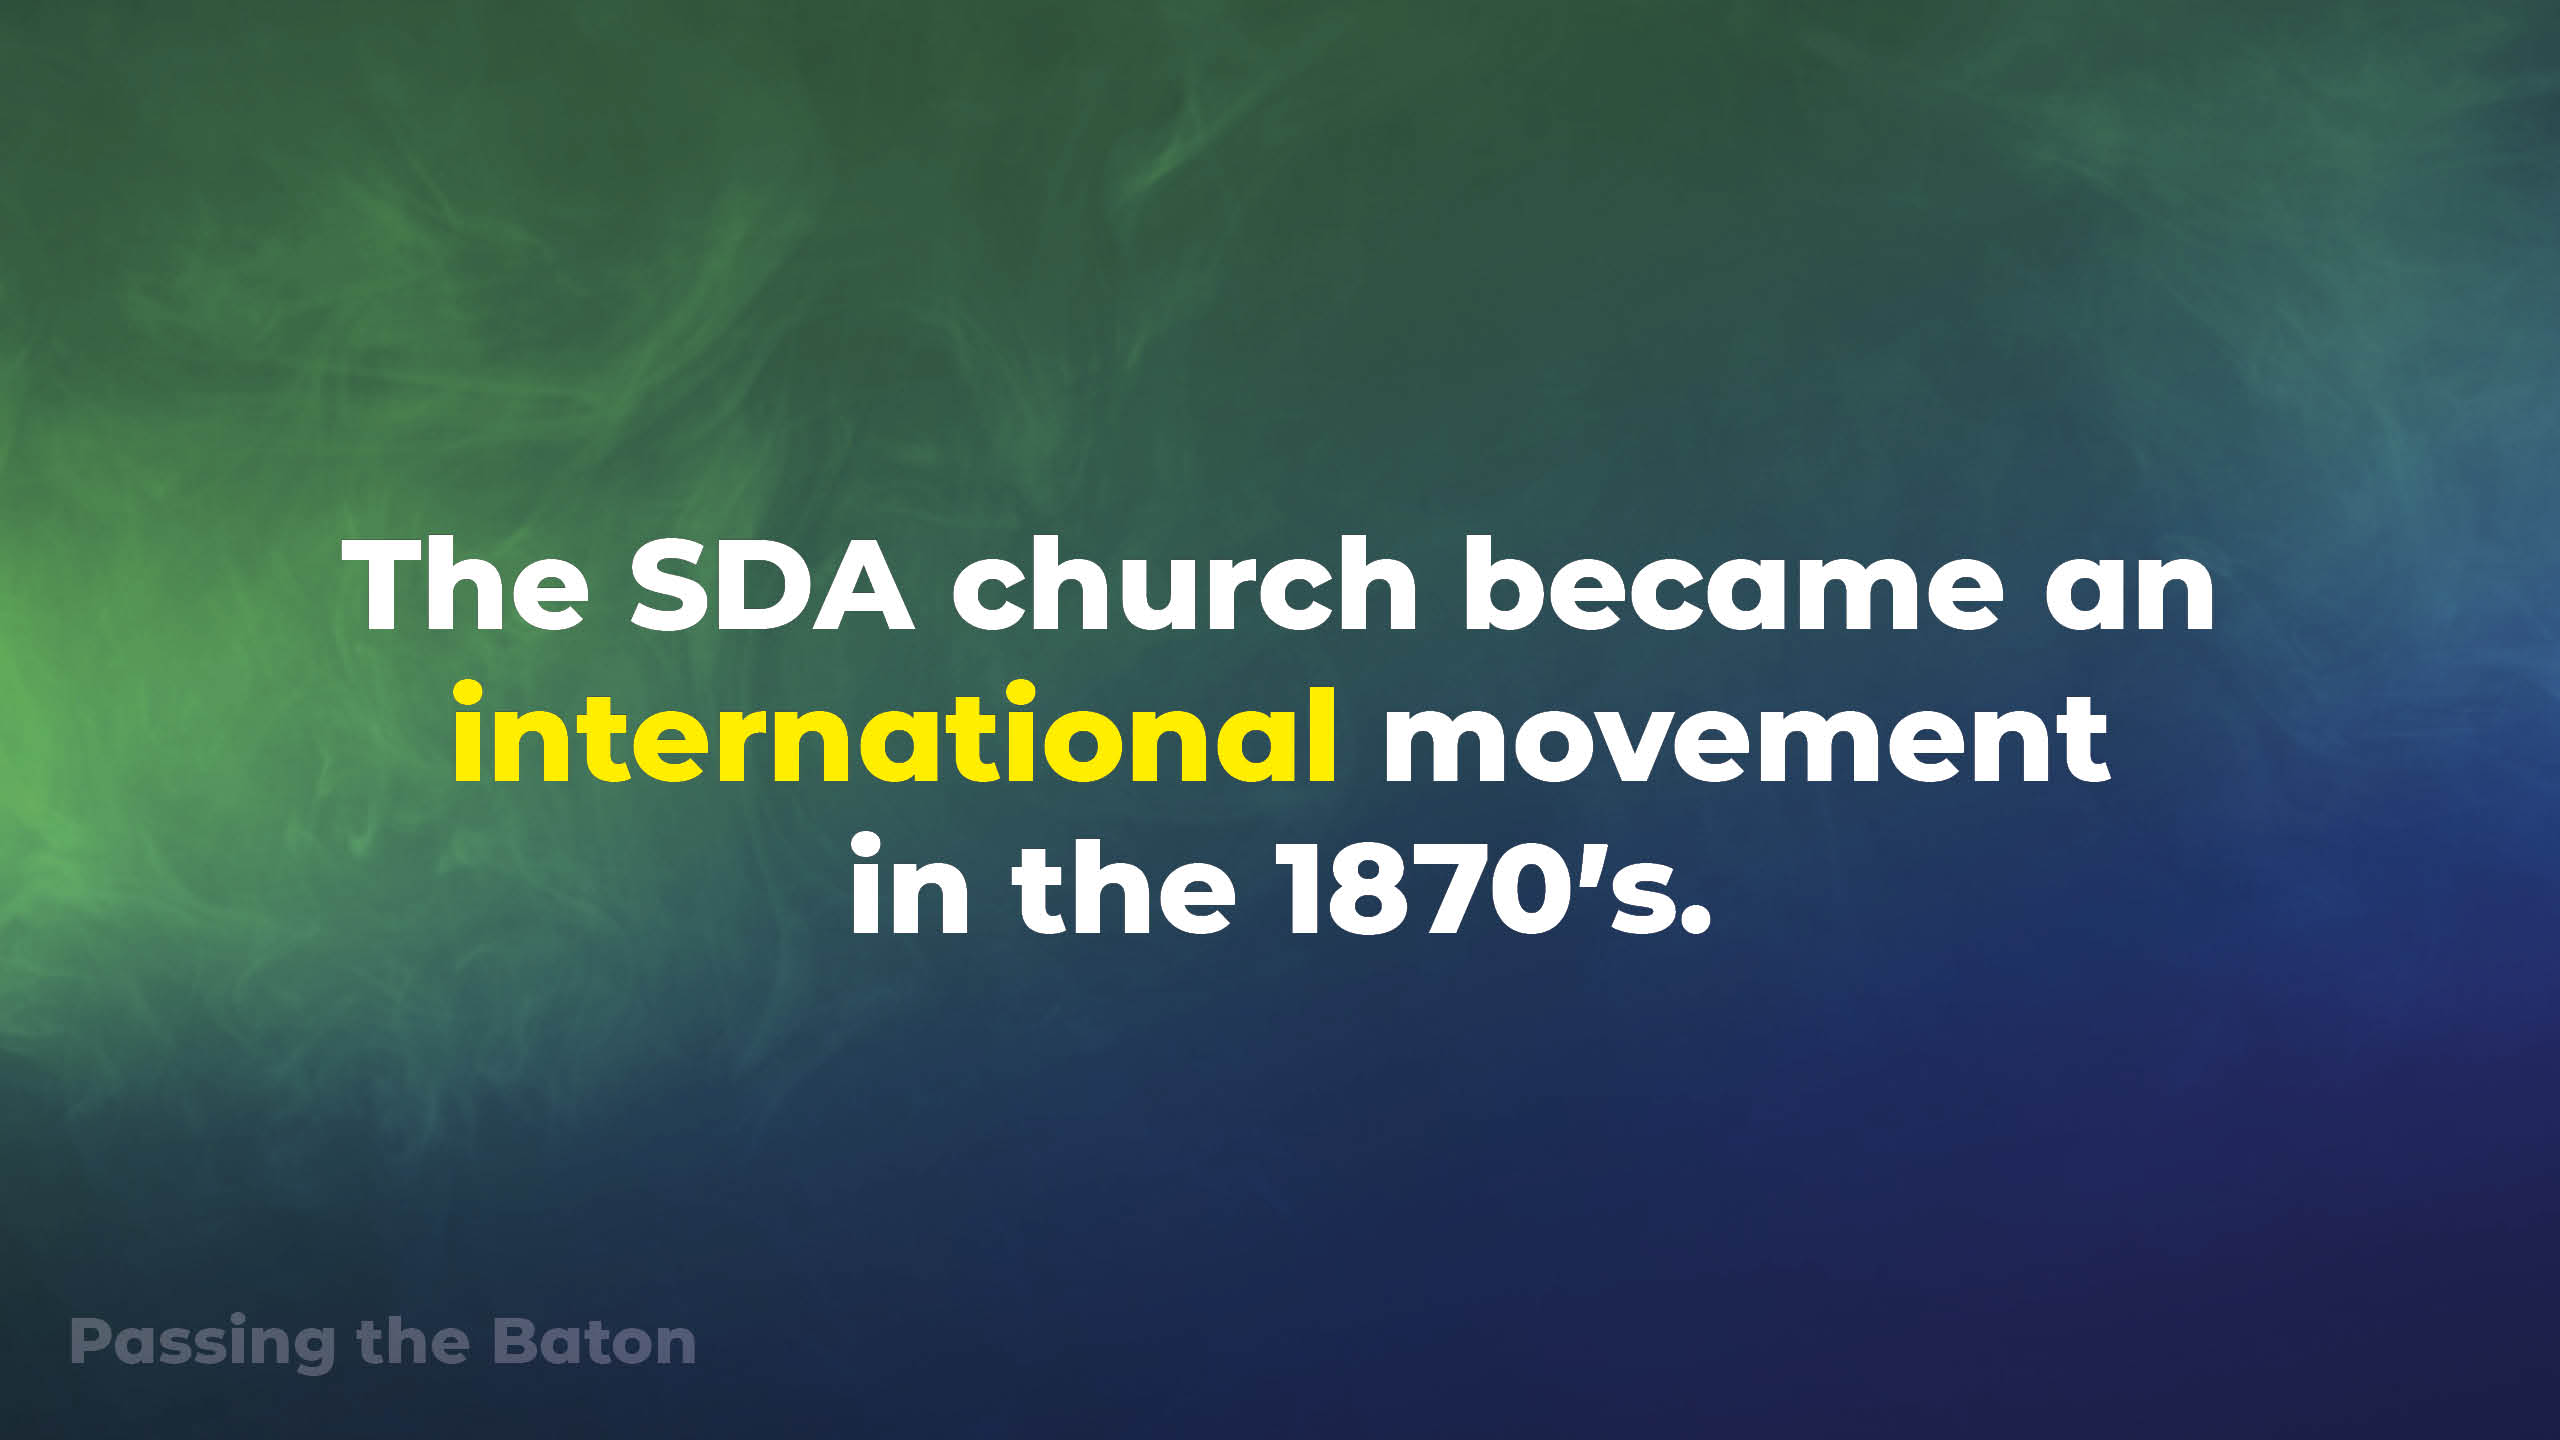 The SDA church became an
international movement
in the 1870's.
Passing the Baton